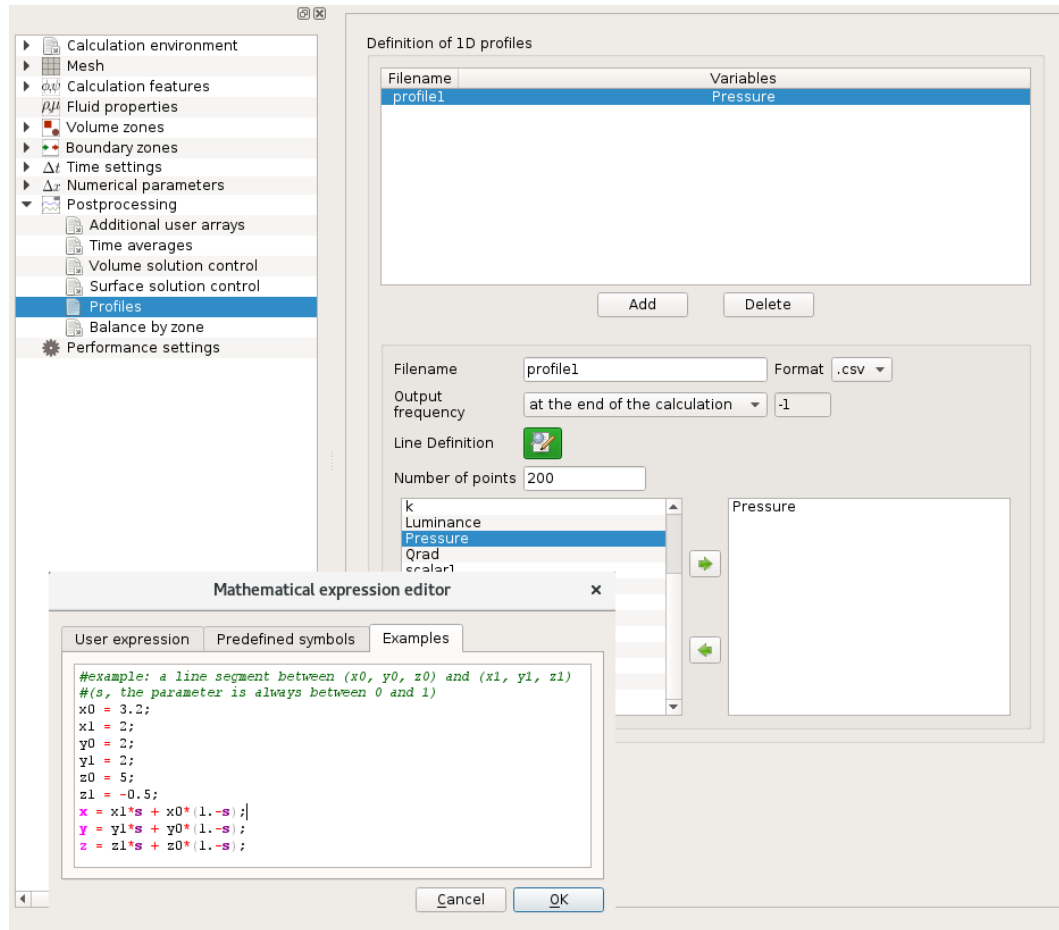 Calculation environment
Mesh
Calculation features
Fluid properties
Volume zones
Boundary zones
Δt Time settings
Δx Numerical parameters
Postprocessing
Additional user arrays
Time averages
Volume solution control
Surface solution control
Profiles
Balance by zone
Performance settings
Definition of 1D profiles
Filename Variables
profile1 Pressure
Add Delete
Filename profile1 Format .csv
Output
frequency at the end of the calculation -1
Line Definition
Number of points 200
k
Luminance
Pressure
Qrad
scalar1
Pressure
Mathematical expression editor
User expression Predefined symbols Examples
#example: a line segment between (x0, y0, z0) and (x1, y1, z1)
#(s, the parameter is always between 0 and 1)
x0 = 3.2;
x1 = 2;
y0 = 2;
y1 = 2;
z0 = 5;
z1 = -0.5;
x = x1*s + x0*(1.-s);
y = y1*s + y0*(1.-s);
z = z1*s + z0*(1.-s);
Cancel OK